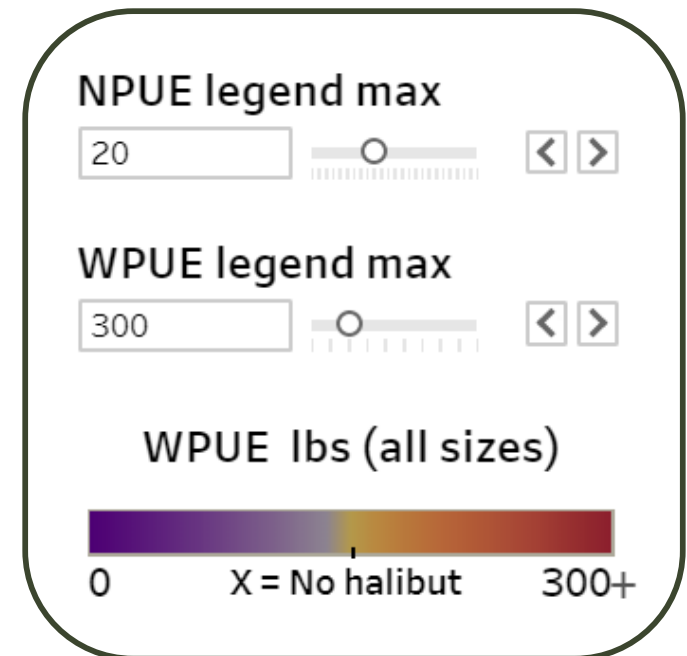 NPUE legend max
20
WPUE legend max
300
WPUE lbs (all sizes)
0 X = No halibut 300+